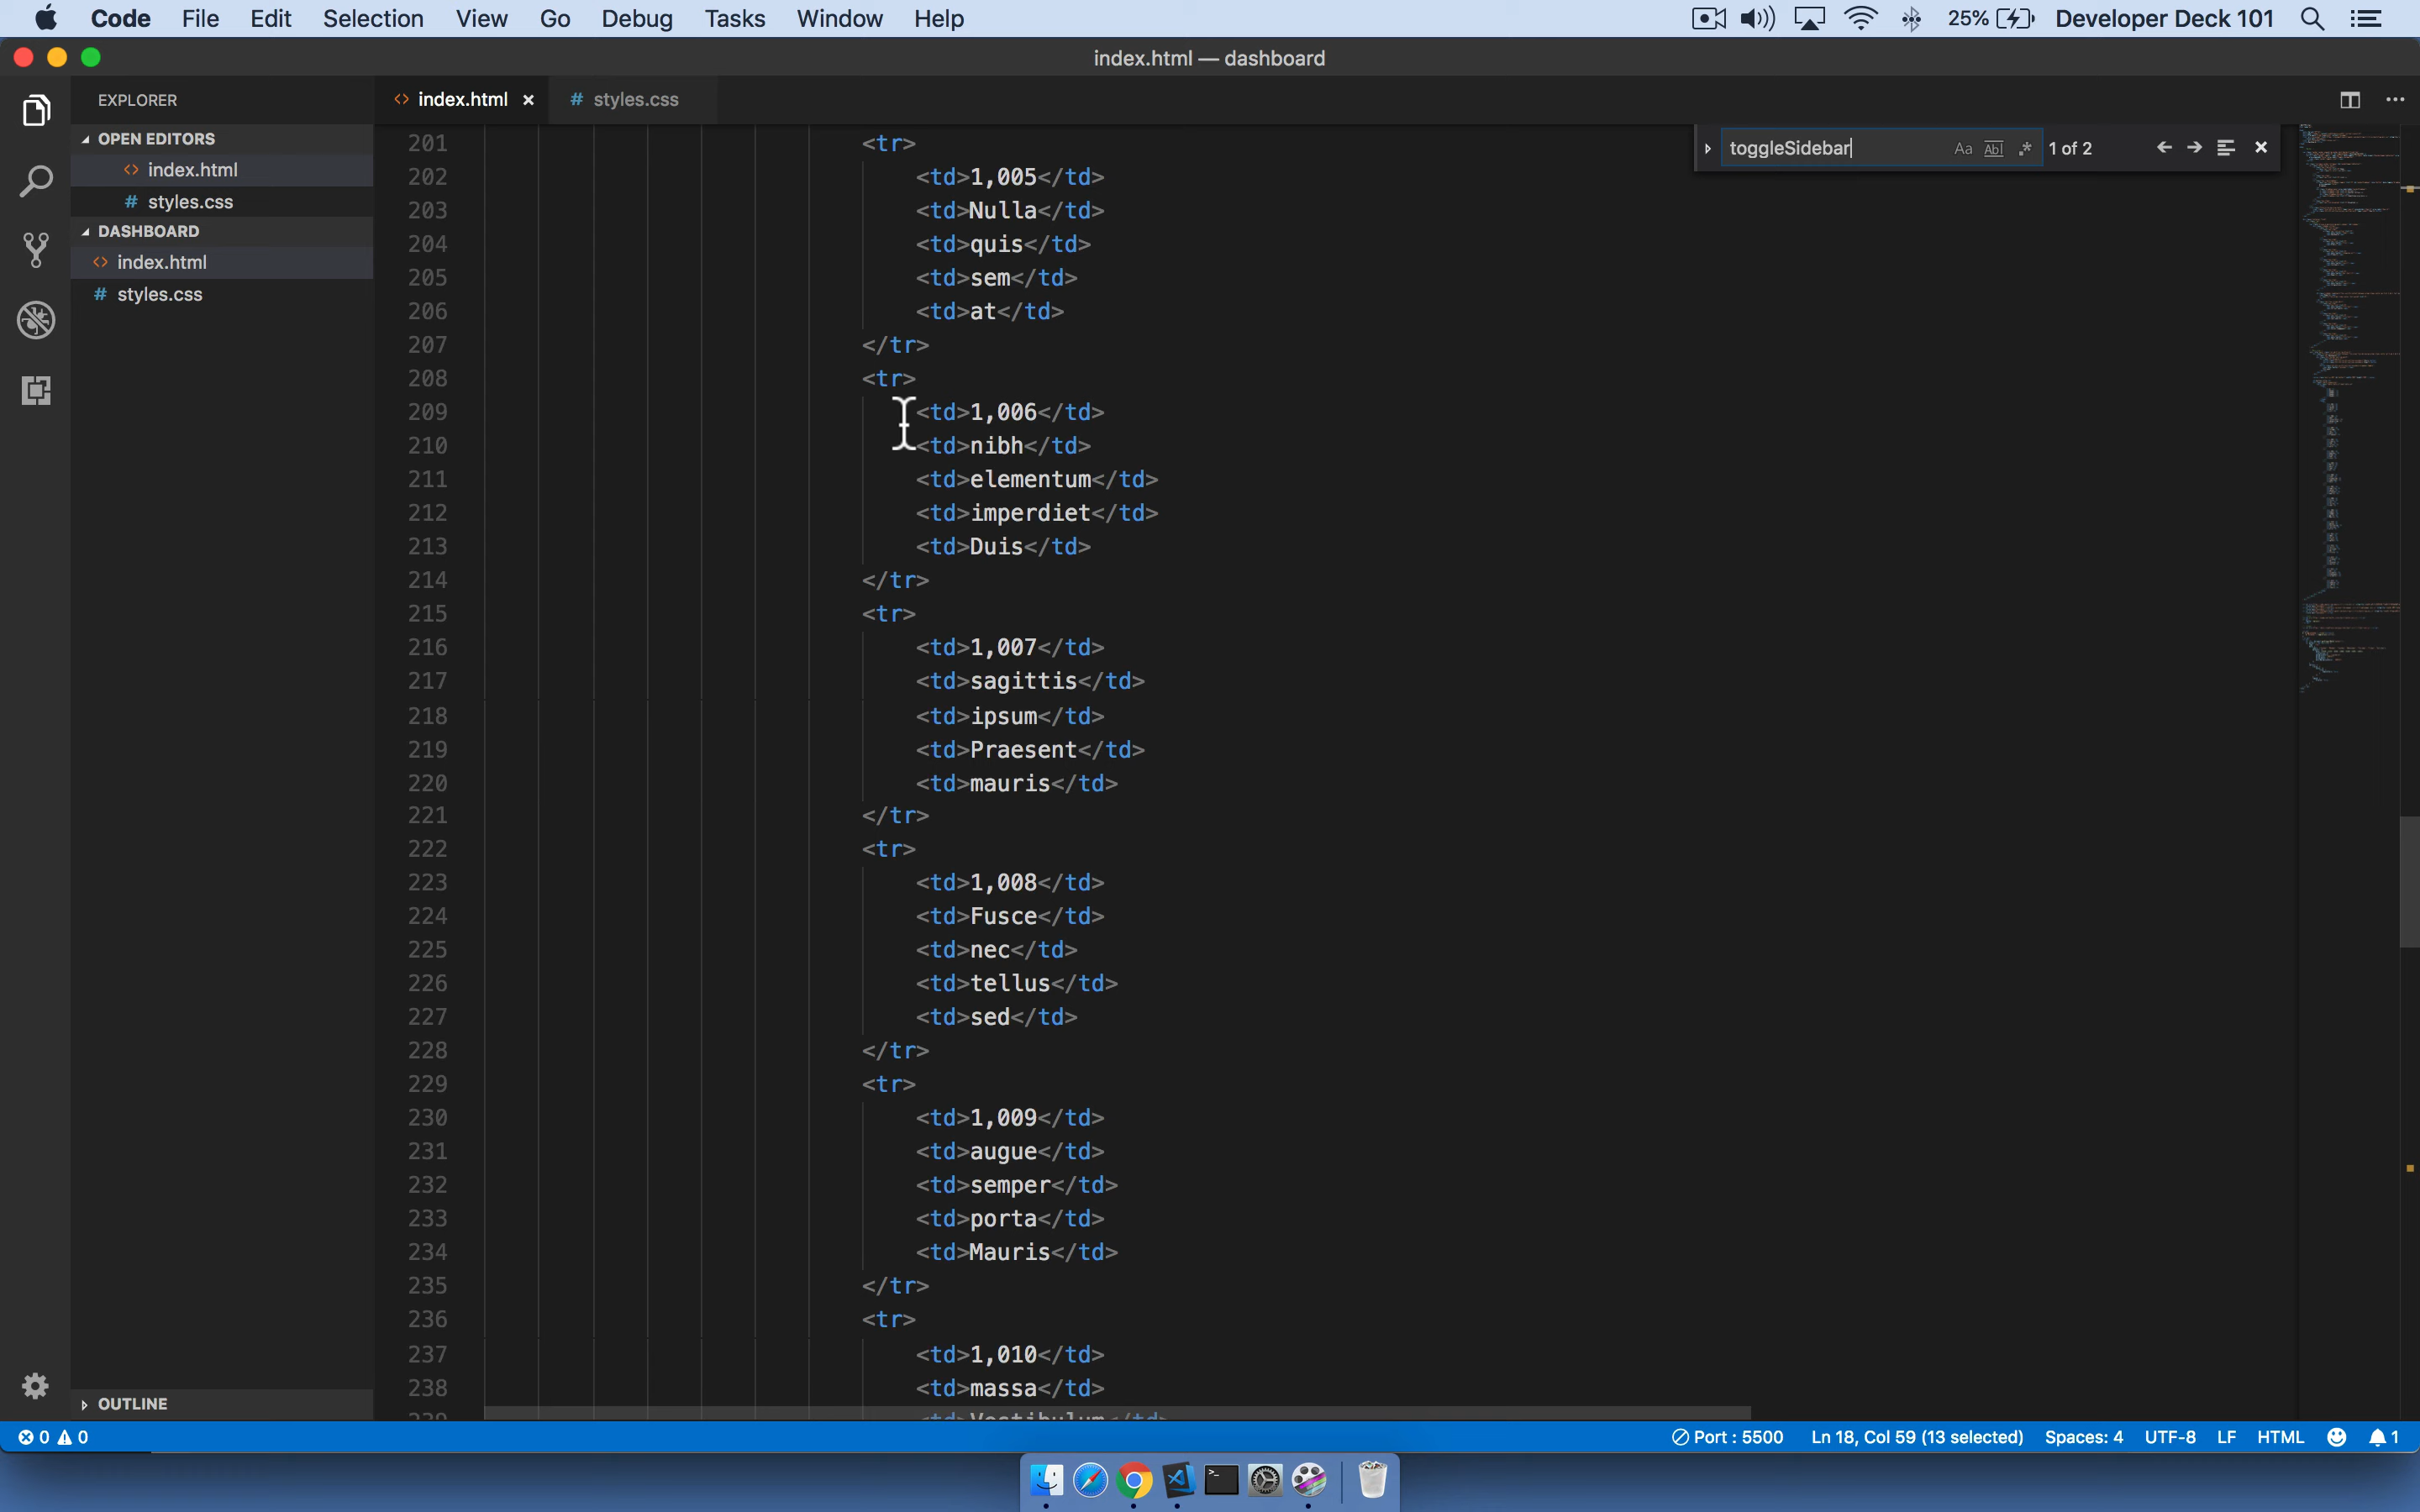 Code File Edit Selection View Go Debug Tasks Window Help 25% Developer Deck 101
index.html — dashboard
EXPLORER
index.html
styles.css
OPEN EDITORS
index.html
styles.css
DASHBOARD
index.html
styles.css
OUTLINE
toggleSidebar Aa Abl .* 1 of 2
201 <tr>
202 <td>1,005</td>
203 <td>Nulla</td>
204 <td>quis</td>
205 <td>sem</td>
206 <td>at</td>
207 </tr>
208 <tr>
209 <td>1,006</td>
210 <td>nibh</td>
211 <td>elementum</td>
212 <td>imperdiet</td>
213 <td>Duis</td>
214 </tr>
215 <tr>
216 <td>1,007</td>
217 <td>sagittis</td>
218 <td>ipsum</td>
219 <td>Praesent</td>
220 <td>mauris</td>
221 </tr>
222 <tr>
223 <td>1,008</td>
224 <td>Fusce</td>
225 <td>nec</td>
226 <td>tellus</td>
227 <td>sed</td>
228 </tr>
229 <tr>
230 <td>1,009</td>
231 <td>augue</td>
232 <td>semper</td>
233 <td>porta</td>
234 <td>Mauris</td>
235 </tr>
236 <tr>
237 <td>1,010</td>
238 <td>massa</td>
239 <td>Vestibulum</td>
0 0 Port : 5500 Ln 18, Col 59 (13 selected) Spaces: 4 UTF-8 LF HTML 1